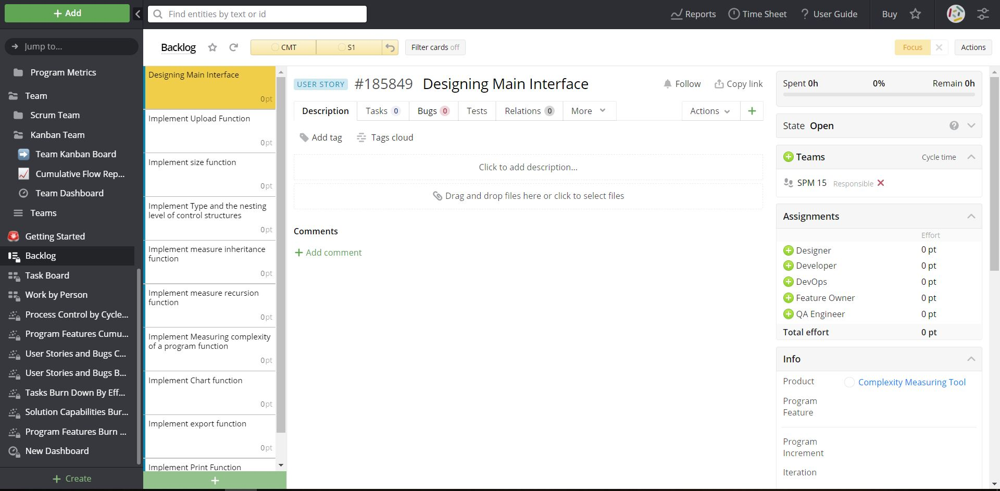 Add
Find entities by text or id
Reports
Time Sheet
? User Guide
Buy
Jump to...
Program Metrics
Team
Scrum Team
Kanban Team
Team Kanban Board
Cumulative Flow Rep...
Team Dashboard
Teams
Getting Started
Backlog
Task Board
Work by Person
Process Control by Cycle...
Program Features Cumu...
User Stories and Bugs C...
User Stories and Bugs B...
Tasks Burn Down By Eff...
Solution Capabilities Bur...
Program Features Burn ...
New Dashboard
+ Create
Backlog
CMT
S1
Filter cards off
Focus
Actions
Designing Main Interface
0pt
Implement Upload Function
0pt
Implement size function
0pt
Implement Type and the nesting
level of control structures
0pt
Implement measure inheritance
function
0pt
Implement measure recursion
function
0pt
Implement Measuring complexity
of a program function
0pt
Implement Chart function
0pt
Implement export function
0pt
Implement Print Function
+
USER STORY #185849 Designing Main Interface
Follow
Copy link
Description
Tasks 0
Bugs 0
Tests
Relations 0
More
Actions
+
Add tag
Tags cloud
Click to add description...
Drag and drop files here or click to select files
Comments
+ Add comment
Spent 0h 0% Remain 0h
State Open ?
Teams Cycle time
SPM 15 Responsible
Assignments
Effort
Designer 0 pt
Developer 0 pt
DevOps 0 pt
Feature Owner 0 pt
QA Engineer 0 pt
Total effort 0 pt
Info
Product Complexity Measuring Tool
Program
Feature
Program
Increment
Iteration